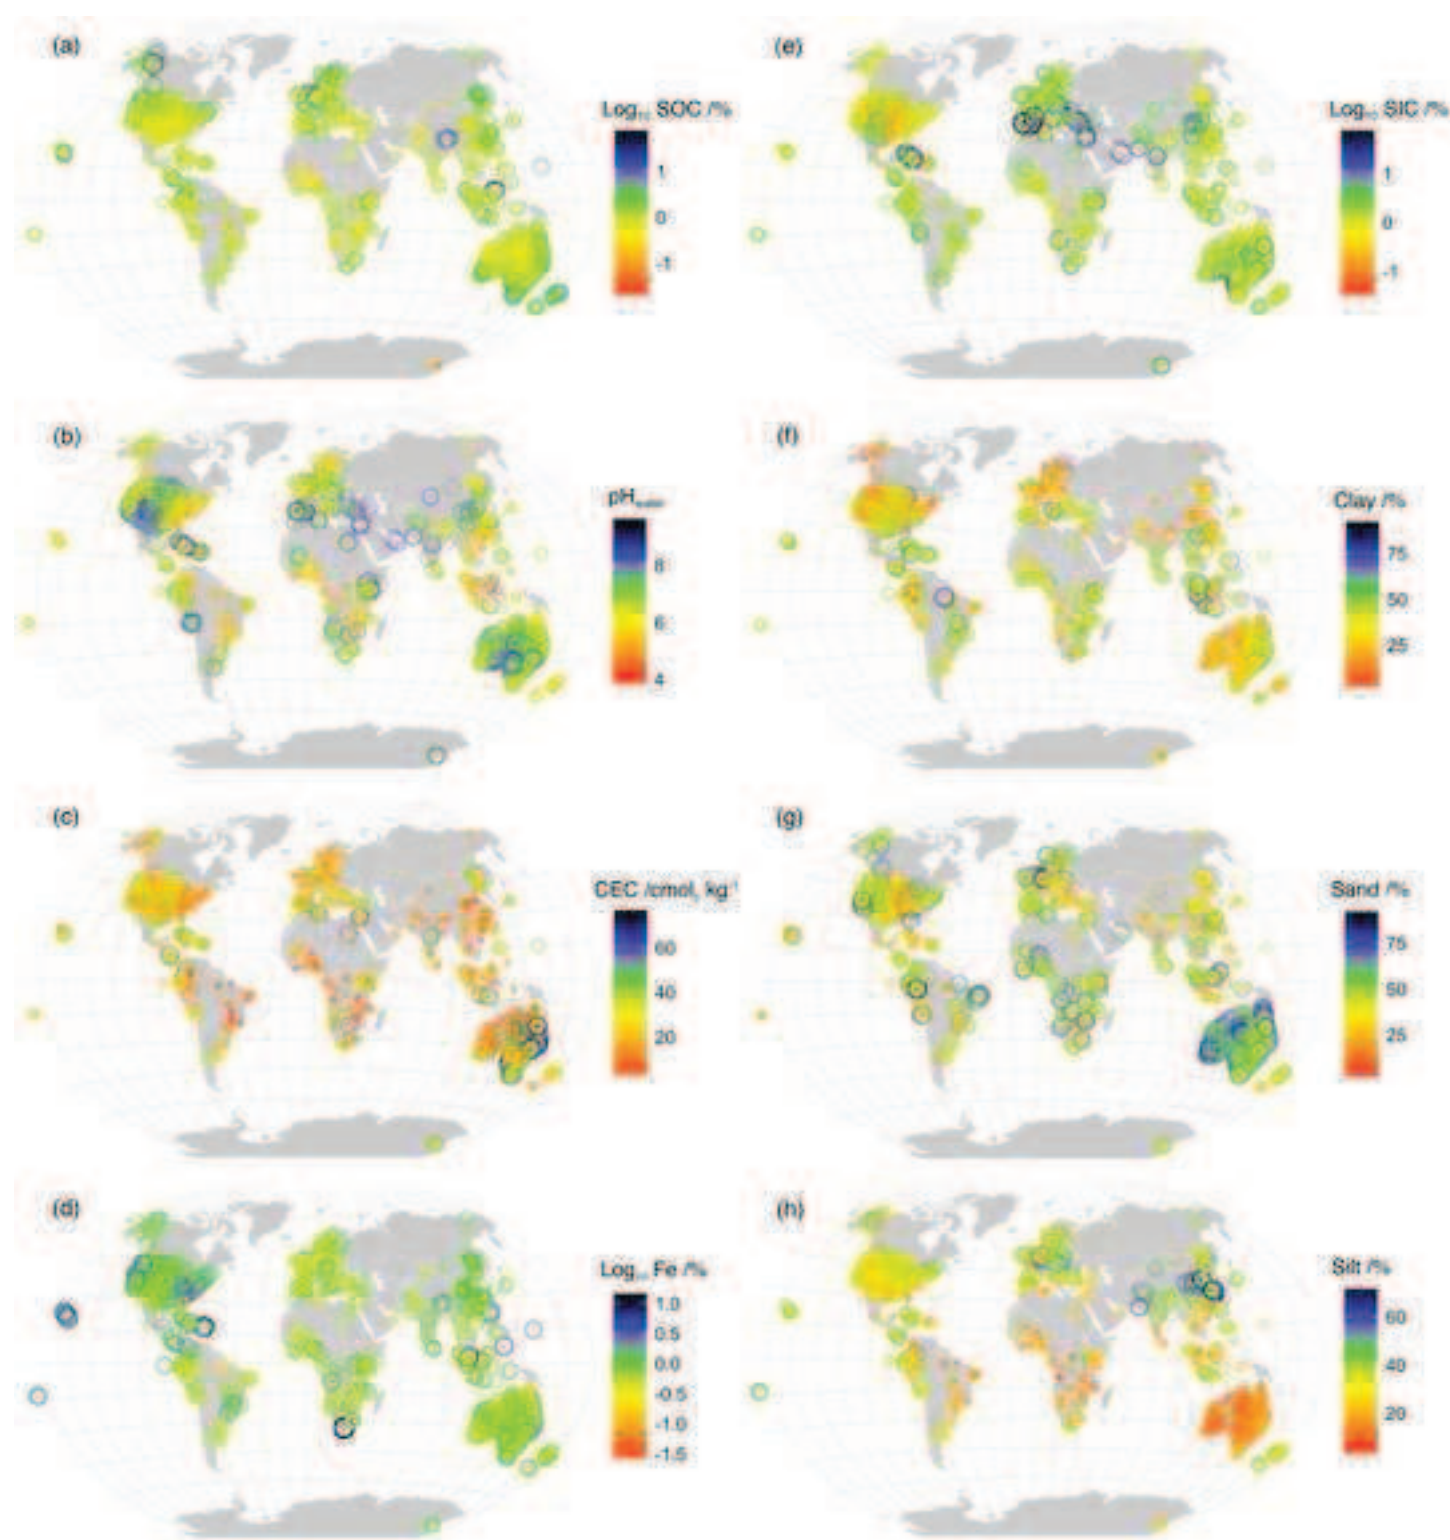 (a)
Log₁₀ SOC /%
1
0
-1
(e)
Log₁₀ SIC /%
1
0
-1
(b)
pH
8
6
4
(f)
Clay /%
75
50
25
(c)
CEC /cmol꜀ kg⁻¹
60
40
20
(g)
Sand /%
75
50
25
(d)
Log₁₀ Fe /%
1.0
0.5
0.0
-0.5
-1.0
-1.5
(h)
Silt /%
60
40
20